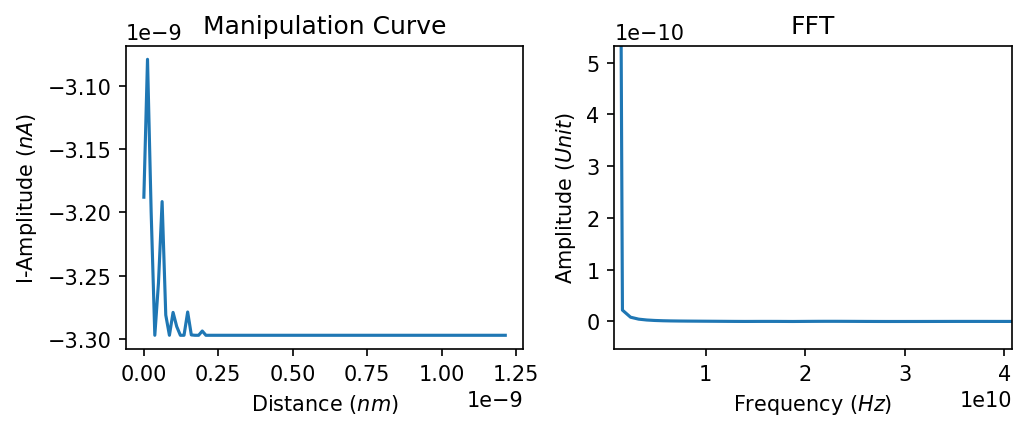 Manipulation Curve
1e−9
I-Amplitude (nA)
−3.10
−3.15
−3.20
−3.25
−3.30
0.00 0.25 0.50 0.75 1.00 1.25
Distance (nm)
1e−9
FFT
1e−10
Amplitude (Unit)
5
4
3
2
1
0
1 2 3 4
Frequency (Hz)
1e10